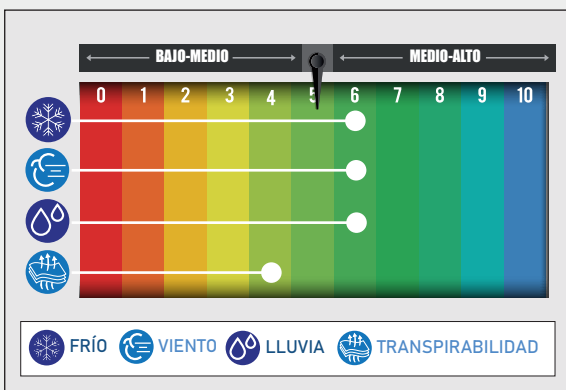 BAJO-MEDIO MEDIO-ALTO
0 1 2 3 4 5 6 7 8 9 10
FRÍO VIENTO LLUVIA TRANSPIRABILIDAD